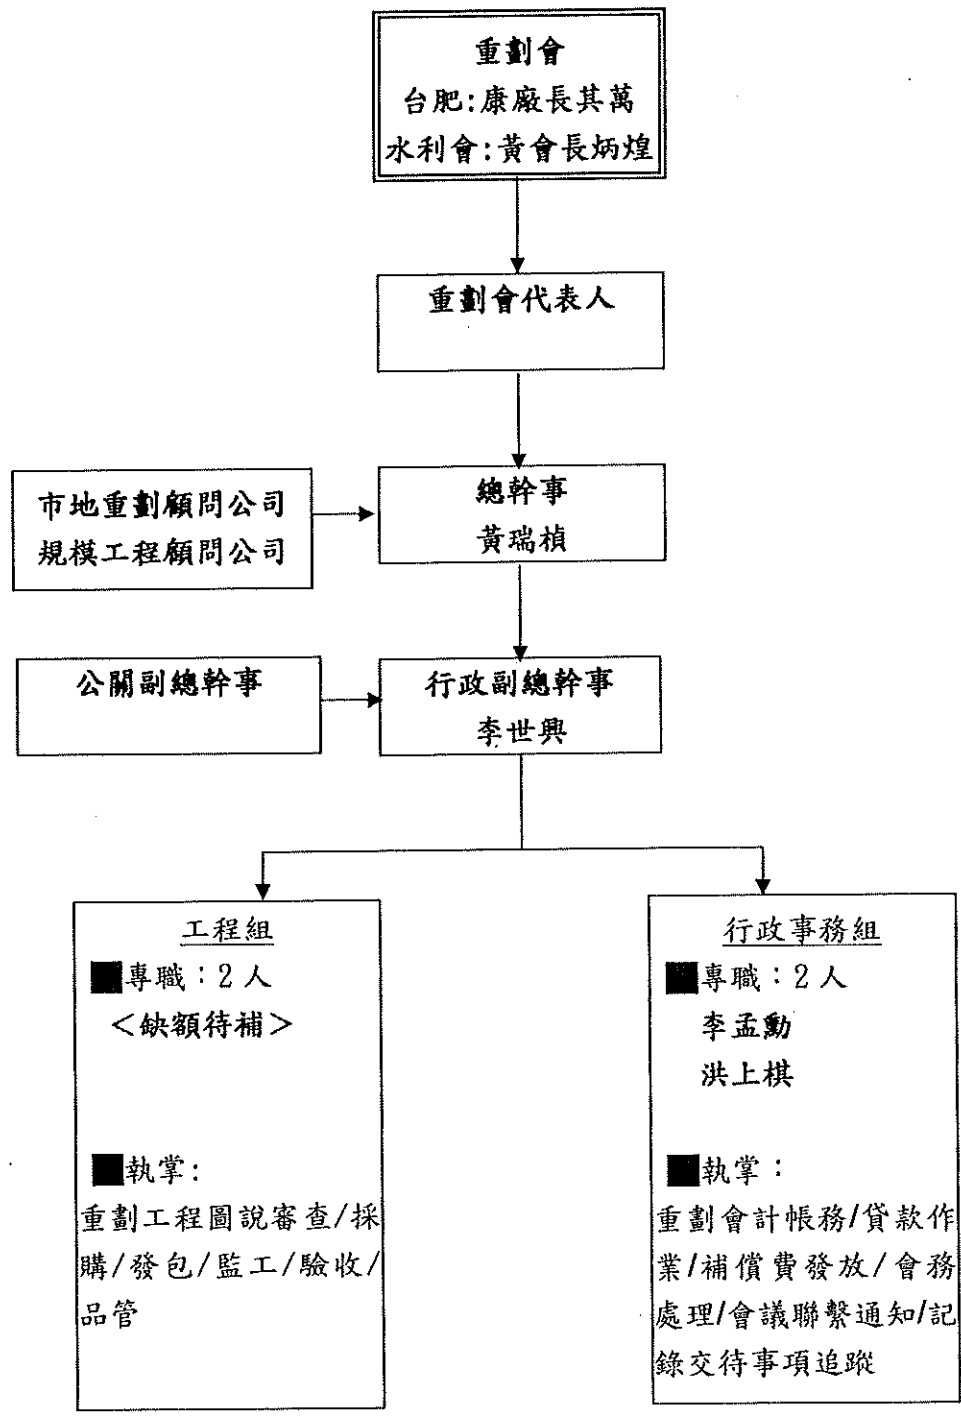 重劃會
台肥:康廠長其萬
水利會:黃會長炳煌
重劃會代表人
市地重劃顧問公司
規模工程顧問公司
總幹事
黃瑞楨
公關副總幹事
行政副總幹事
李世興
工程組
■專職：2人
＜缺額待補＞
■執掌:
重劃工程圖說審查/採
購/發包/監工/驗收/
品管
行政事務組
■專職：2人
李孟勳
洪上棋
■執掌：
重劃會計帳務/貸款作
業/補償費發放/會務
處理/會議聯繫通知/記
錄交待事項追蹤